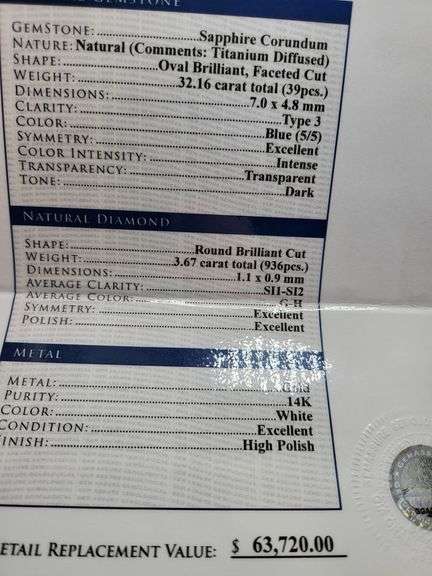 GEMSTONE
GEMSTONE:..........Sapphire Corundum
NATURE: Natural (Comments: Titanium Diffused)
SHAPE:..........Oval Brilliant, Faceted Cut
WEIGHT:..........32.16 carat total (39pcs.)
DIMENSIONS:..........7.0 x 4.8 mm
CLARITY:..........Type 3
COLOR:..........Blue (5/5)
SYMMETRY:..........Excellent
COLOR INTENSITY:..........Intense
TRANSPARENCY:..........Transparent
TONE:..........Dark
NATURAL DIAMOND
SHAPE:..........Round Brilliant Cut
WEIGHT:..........3.67 carat total (936pcs.)
DIMENSIONS:..........1.1 x 0.9 mm
AVERAGE CLARITY:..........SI1-SI2
AVERAGE COLOR:..........G-H
SYMMETRY:..........Excellent
POLISH:..........Excellent
METAL
METAL:..........Gold
PURITY:..........14K
COLOR:..........White
CONDITION:..........Excellent
INISH:..........High Polish
ETAIL REPLACEMENT VALUE: $ 63,720.00